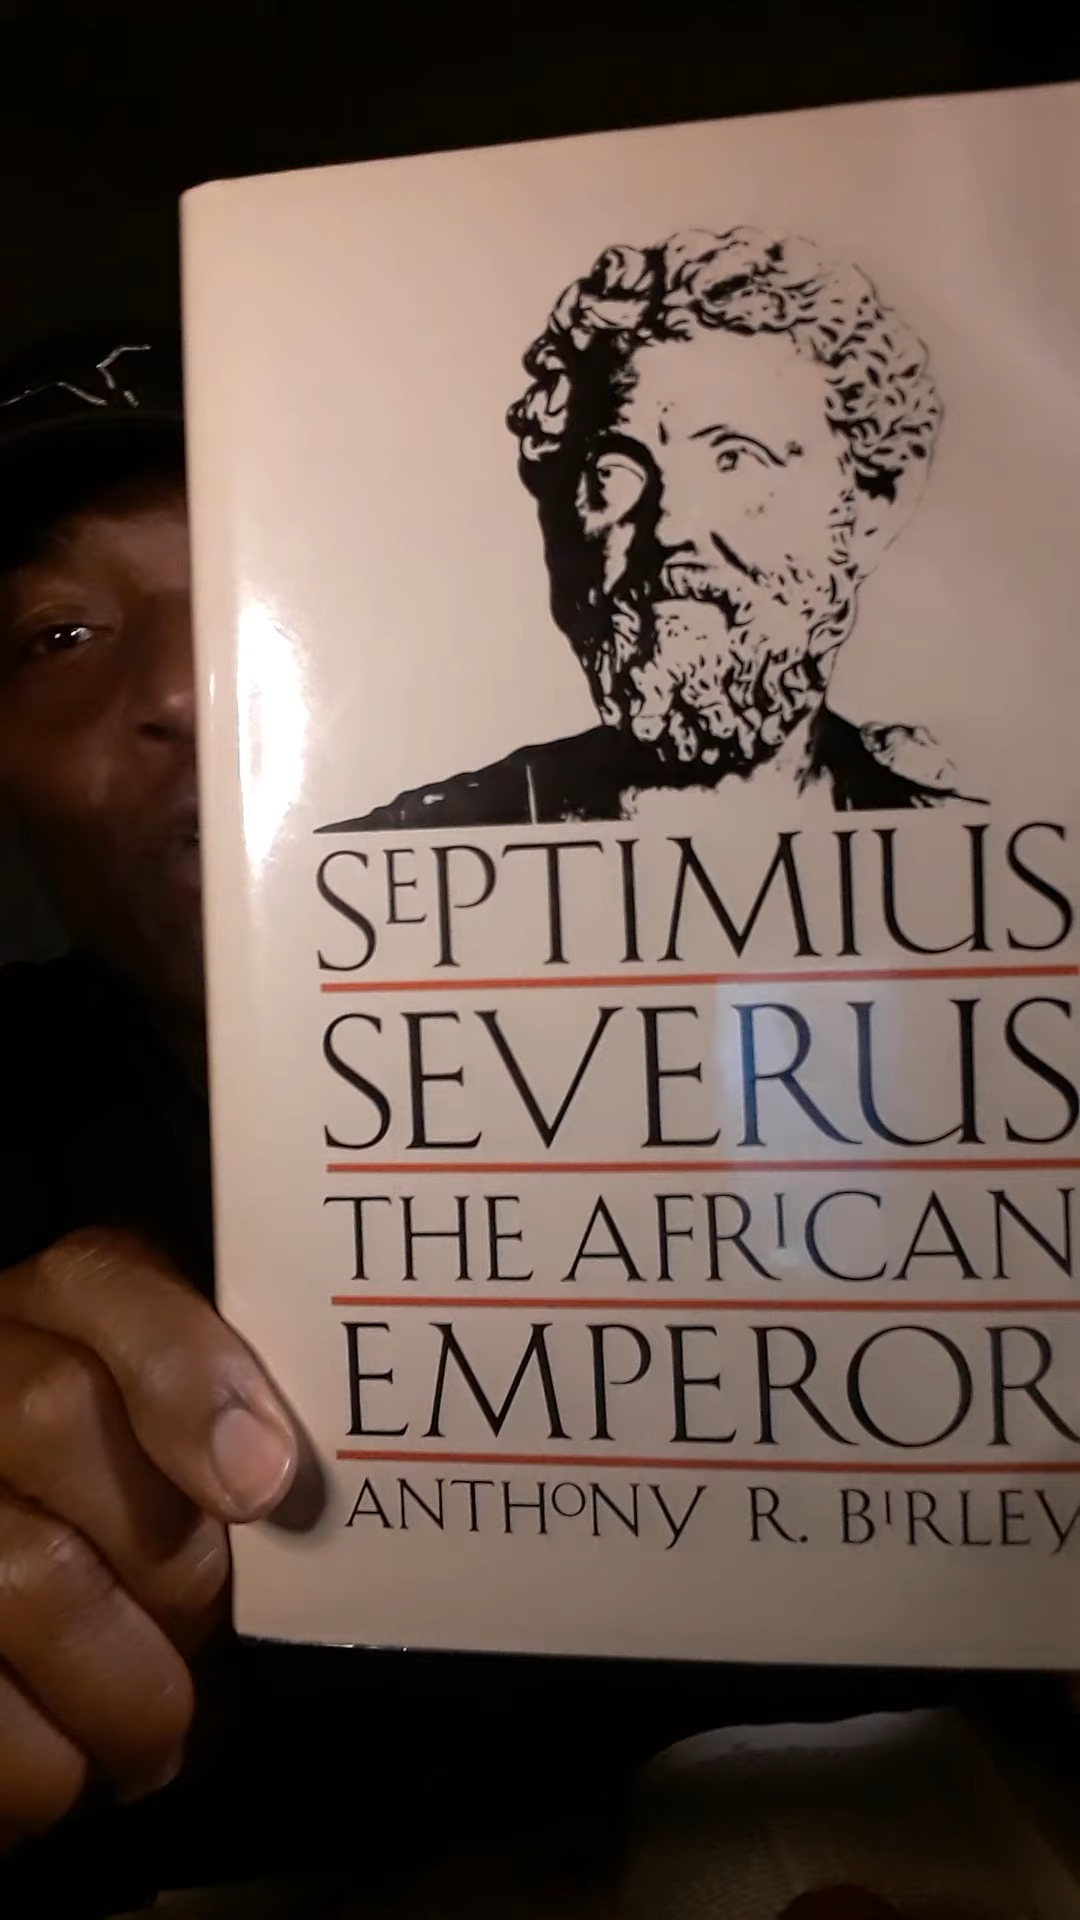 SEPTIMIUS
SEVERUS
THE AFRICAN
EMPEROR
ANTHONY R. BIRLEY